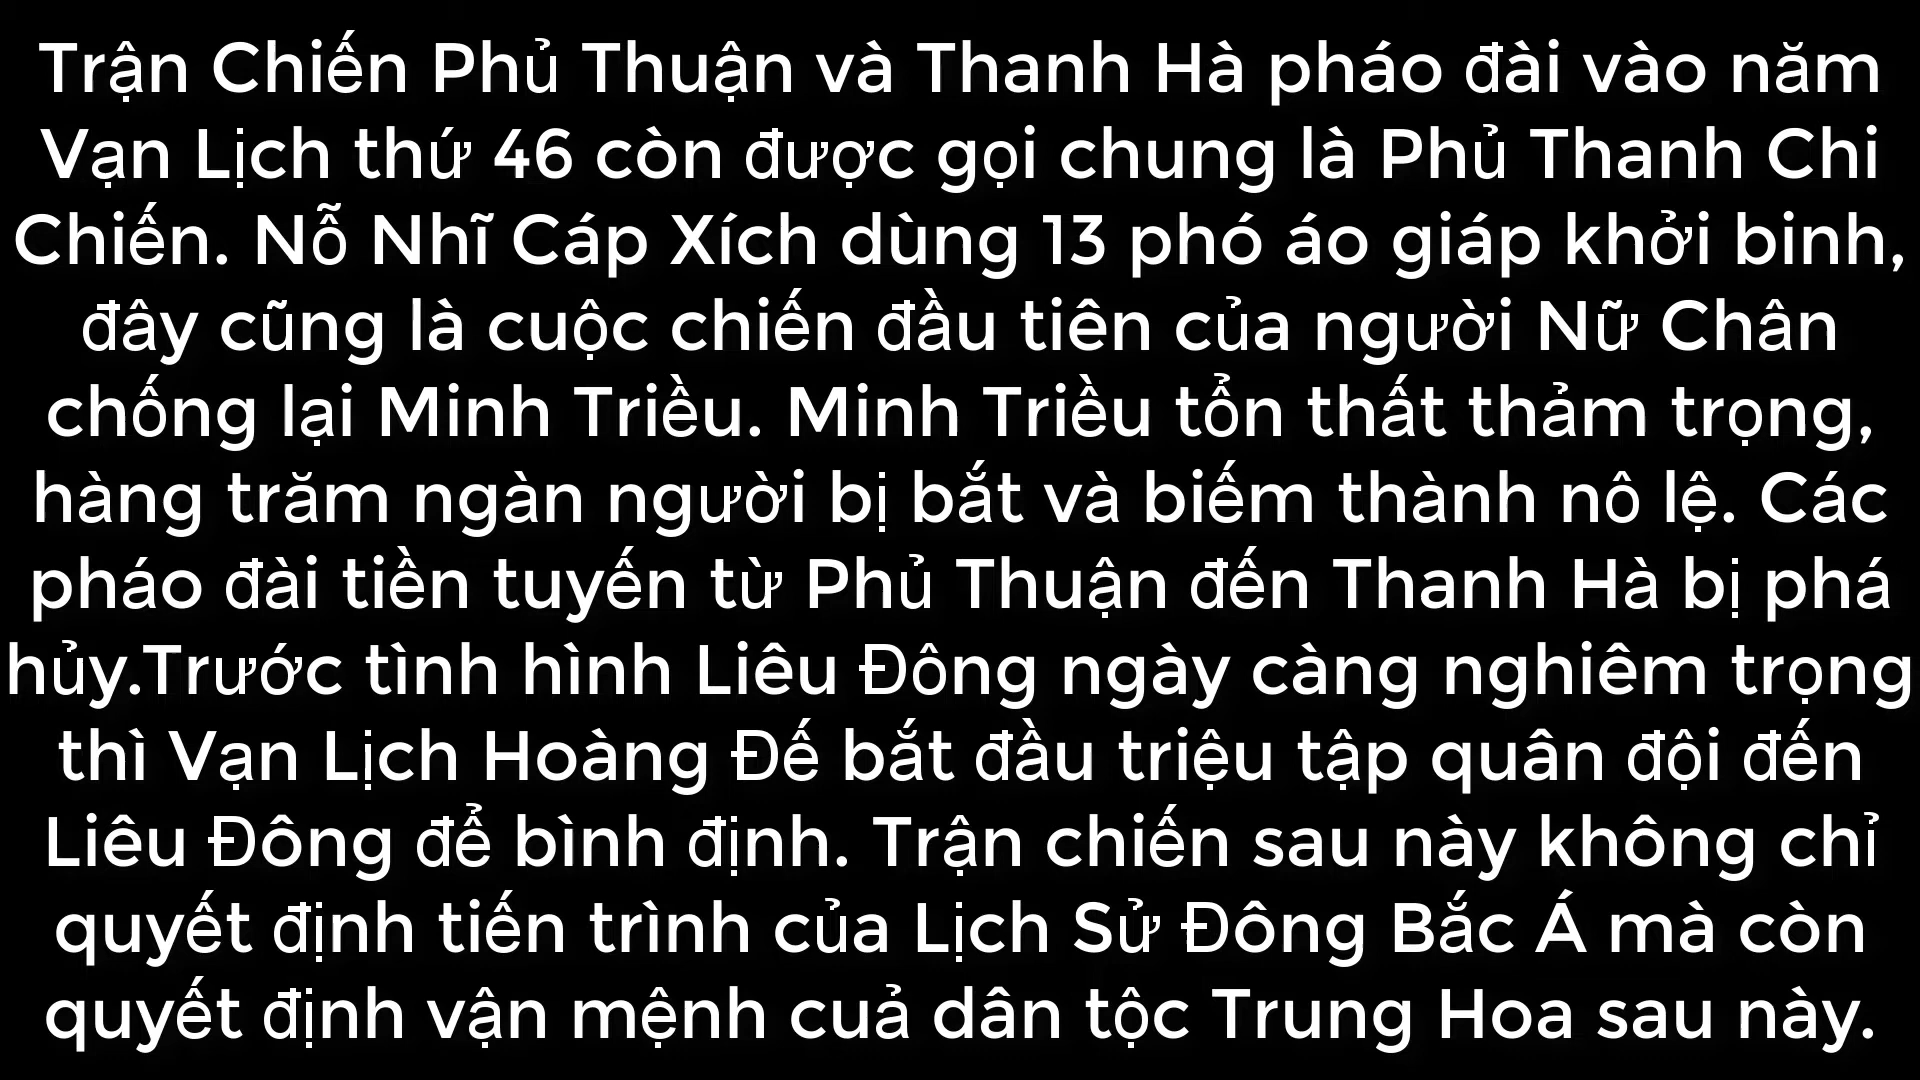 Trận Chiến Phủ Thuận và Thanh Hà pháo đài vào năm
Vạn Lịch thứ 46 còn được gọi chung là Phủ Thanh Chi
Chiến. Nỗ Nhĩ Cáp Xích dùng 13 phó áo giáp khởi binh,
đây cũng là cuộc chiến đầu tiên của người Nữ Chân
chống lại Minh Triều. Minh Triều tổn thất thảm trọng,
hàng trăm ngàn người bị bắt và biếm thành nô lệ. Các
pháo đài tiền tuyến từ Phủ Thuận đến Thanh Hà bị phá
hủy.Trước tình hình Liêu Đông ngày càng nghiêm trọng
thì Vạn Lịch Hoàng Đế bắt đầu triệu tập quân đội đến
Liêu Đông để bình định. Trận chiến sau này không chỉ
quyết định tiến trình của Lịch Sử Đông Bắc Á mà còn
quyết định vận mệnh cuả dân tộc Trung Hoa sau này.